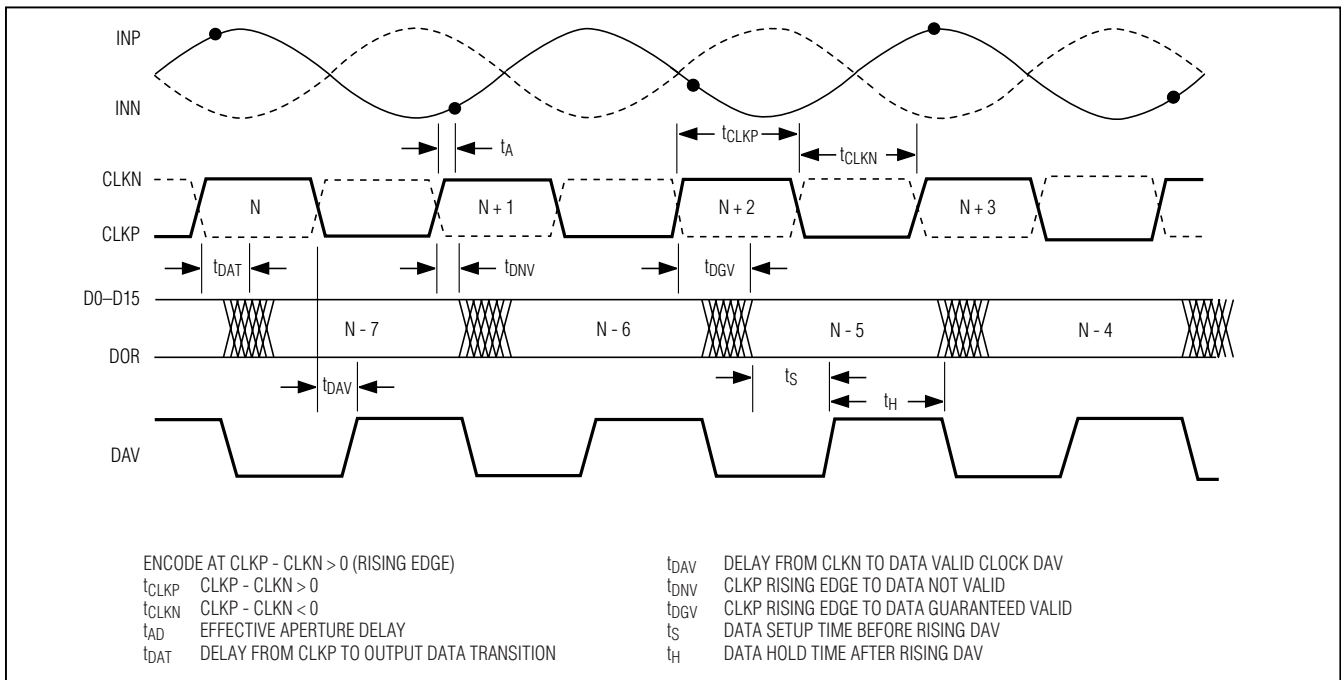 INP
INN
tA
tCLKP
tCLKN
CLKN
CLKP
N
N + 1
N + 2
N + 3
tDAT
tDNV
tDGV
D0–D15
DOR
N - 7
N - 6
N - 5
N - 4
tDAV
tS
tH
DAV
ENCODE AT CLKP - CLKN > 0 (RISING EDGE)
tCLKP CLKP - CLKN > 0
tCLKN CLKP - CLKN < 0
tAD EFFECTIVE APERTURE DELAY
tDAT DELAY FROM CLKP TO OUTPUT DATA TRANSITION
tDAV DELAY FROM CLKN TO DATA VALID CLOCK DAV
tDNV CLKP RISING EDGE TO DATA NOT VALID
tDGV CLKP RISING EDGE TO DATA GUARANTEED VALID
tS DATA SETUP TIME BEFORE RISING DAV
tH DATA HOLD TIME AFTER RISING DAV